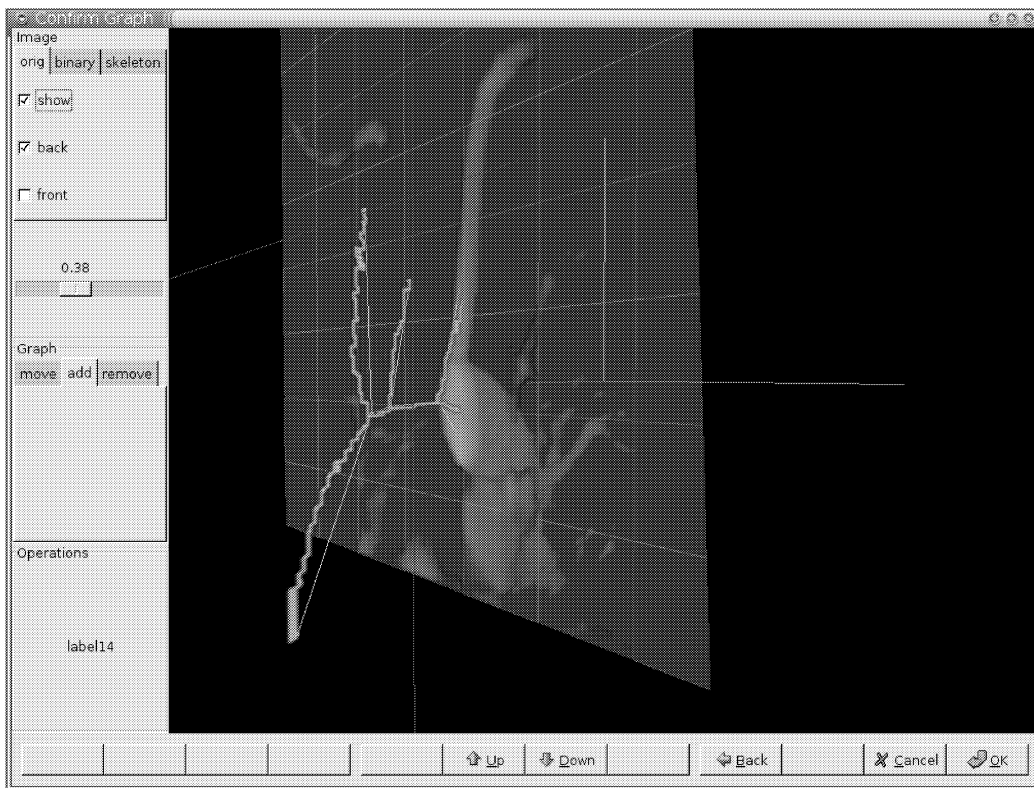 Confirm Graph
Image
orig binary skeleton
show
back
front
0.38
Graph
move add remove
Operations
label14
Up Down Back Cancel OK